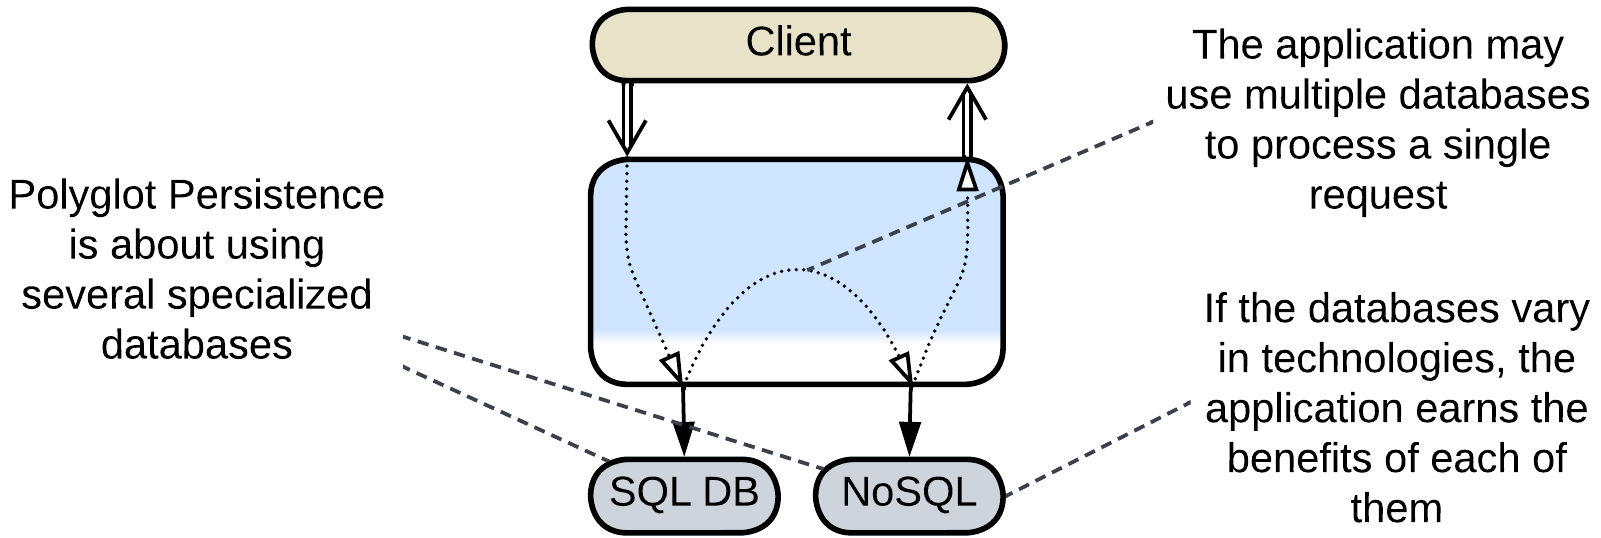 Client
The application may
use multiple databases
to process a single
request
Polyglot Persistence
is about using
several specialized
databases
If the databases vary
in technologies, the
application earns the
benefits of each of
them
SQL DB
NoSQL